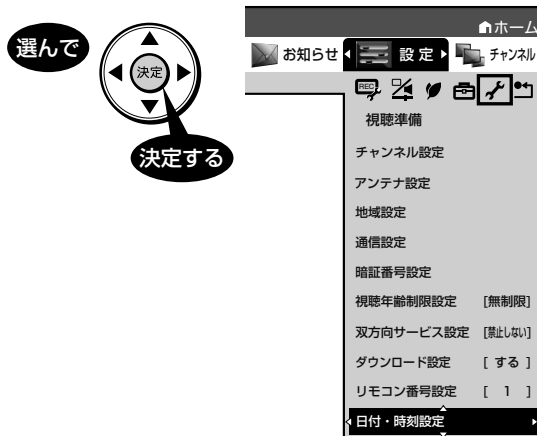 選んで
決定
決定する
ホーム
お知らせ 設定 チャンネル
REC
視聴準備
チャンネル設定
アンテナ設定
地域設定
通信設定
暗証番号設定
視聴年齢制限設定 [無制限]
双方向サービス設定 [禁止しない]
ダウンロード設定 [ する ]
リモコン番号設定 [ 1 ]
日付・時刻設定